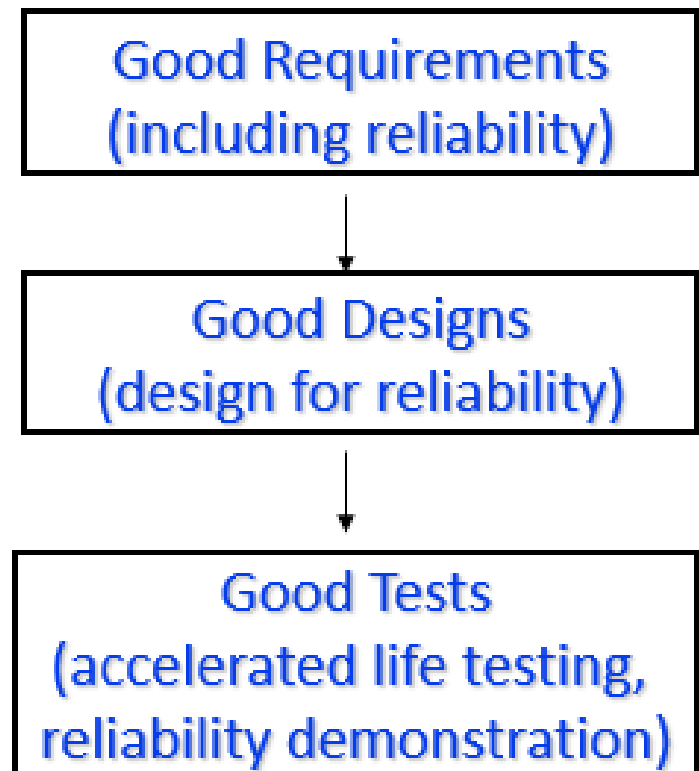 Good Requirements
(including reliability)
Good Designs
(design for reliability)
Good Tests
(accelerated life testing,
reliability demonstration)